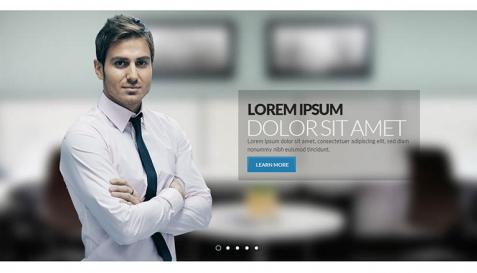 LOREM IPSUM
DOLOR SIT AMET
Lorem ipsum dolor sit amet, consectetuer adipiscing elit, sed diam
nonummy nibh euismod tincidunt.
LEARN MORE